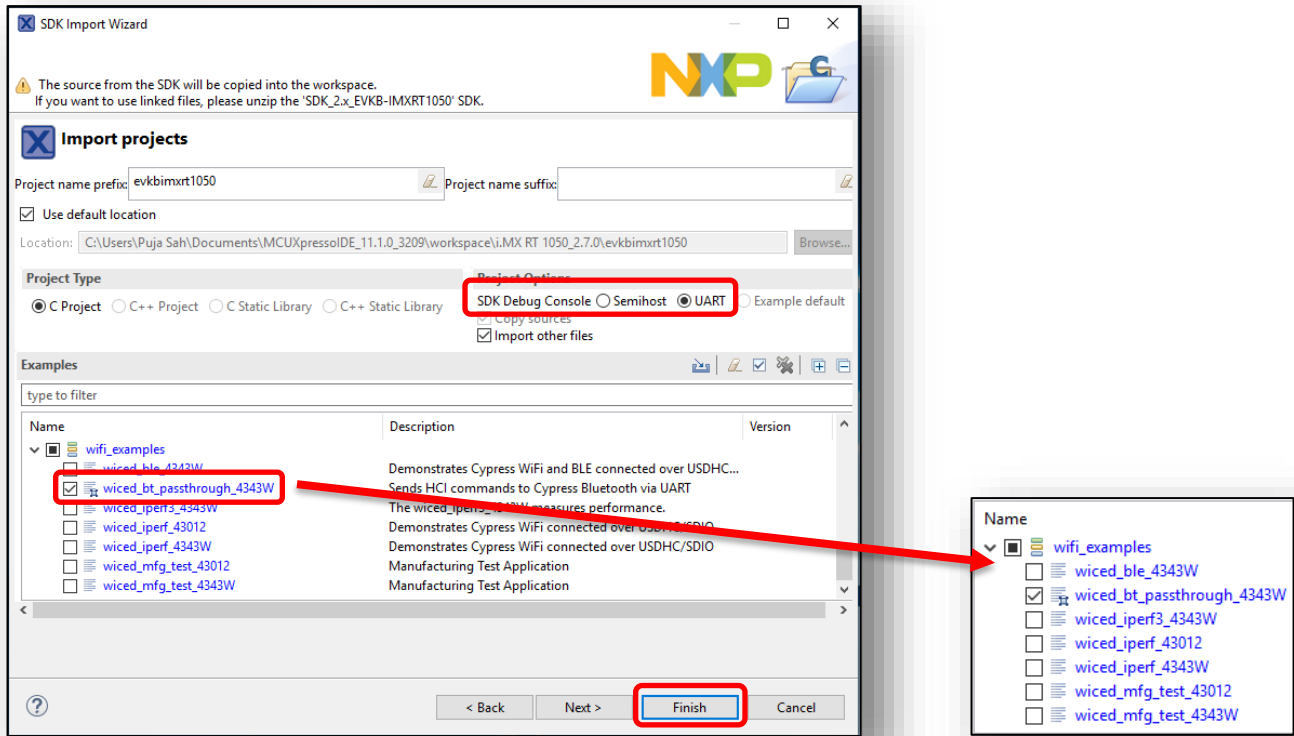 SDK Import Wizard
The source from the SDK will be copied into the workspace.
If you want to use linked files, please unzip the 'SDK_2.x_EVKB-IMXRT1050' SDK.
NXP
C
Import projects
Project name prefix: evkbimxrt1050 Project name suffix:
Use default location
Location: C:\Users\Puja Sah\Documents\MCUXpressoIDE_11.1.0_3209\workspace\i.MX RT 1050_2.7.0\evkbimxrt1050 Browse...
Project Type Project Options
C Project C++ Project C Static Library C++ Static Library SDK Debug Console Semihost UART Example default
Copy sources
Import other files
Examples
type to filter
Name Description Version
wifi_examples
wiced_ble_4343W Demonstrates Cypress WiFi and BLE connected over USDHC...
wiced_bt_passthrough_4343W Sends HCI commands to Cypress Bluetooth via UART
wiced_iperf3_4343W The wiced_iperf3_4343W measures performance.
wiced_iperf_43012 Demonstrates Cypress WiFi connected over USDHC/SDIO
wiced_iperf_4343W Demonstrates Cypress WiFi connected over USDHC/SDIO
wiced_mfg_test_43012 Manufacturing Test Application
wiced_mfg_test_4343W Manufacturing Test Application
? < Back Next > Finish Cancel
Name
wifi_examples
wiced_ble_4343W
wiced_bt_passthrough_4343W
wiced_iperf3_4343W
wiced_iperf_43012
wiced_iperf_4343W
wiced_mfg_test_43012
wiced_mfg_test_4343W